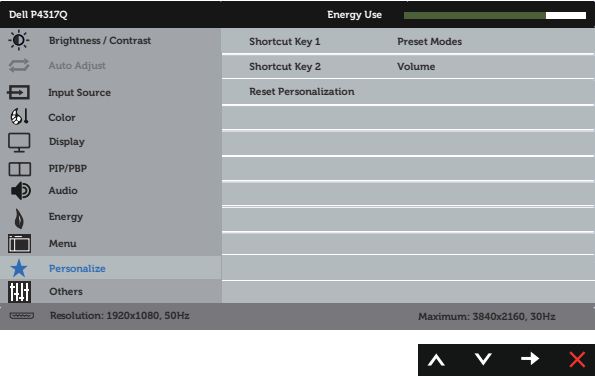 Dell P4317Q Energy Use
Brightness / Contrast
Auto Adjust
Input Source
Color
Display
PIP/PBP
Audio
Energy
Menu
Personalize
Others
Shortcut Key 1 Preset Modes
Shortcut Key 2 Volume
Reset Personalization
Resolution: 1920x1080, 50Hz Maximum: 3840x2160, 30Hz